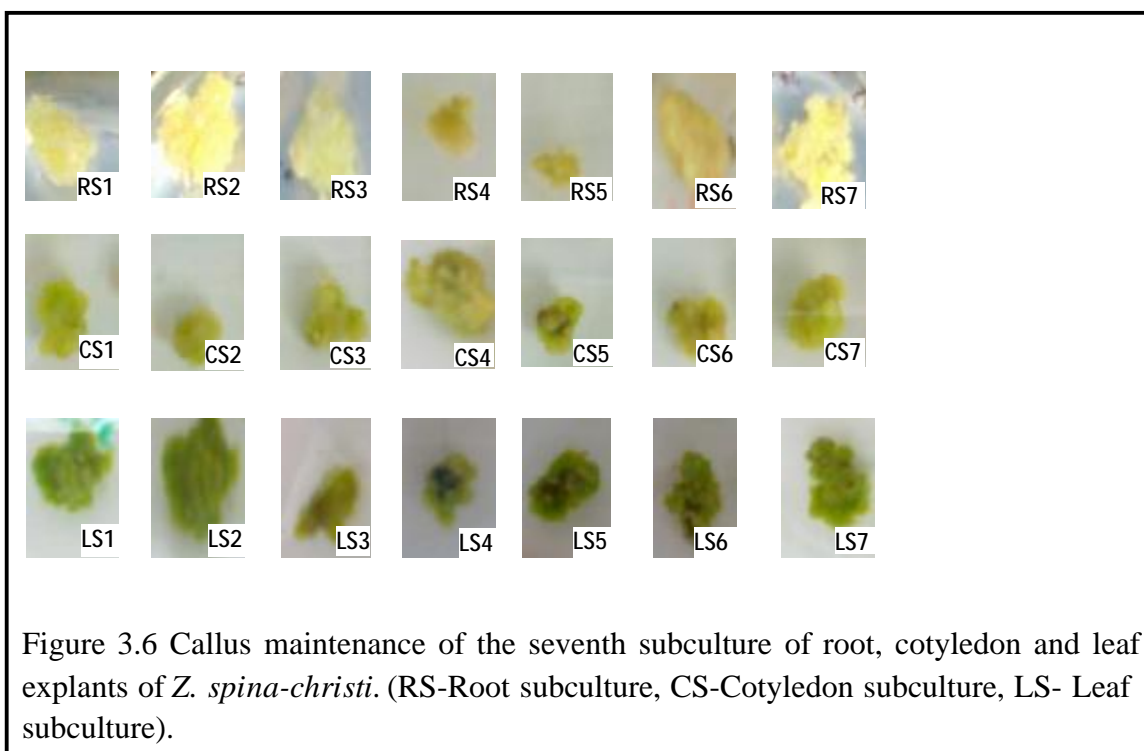 RS1 RS2 RS3 RS4 RS5 RS6 RS7
CS1 CS2 CS3 CS4 CS5 CS6 CS7
LS1 LS2 LS3 LS4 LS5 LS6 LS7
Figure 3.6 Callus maintenance of the seventh subculture of root, cotyledon and leaf
explants of Z. spina-christi. (RS-Root subculture, CS-Cotyledon subculture, LS- Leaf
subculture).